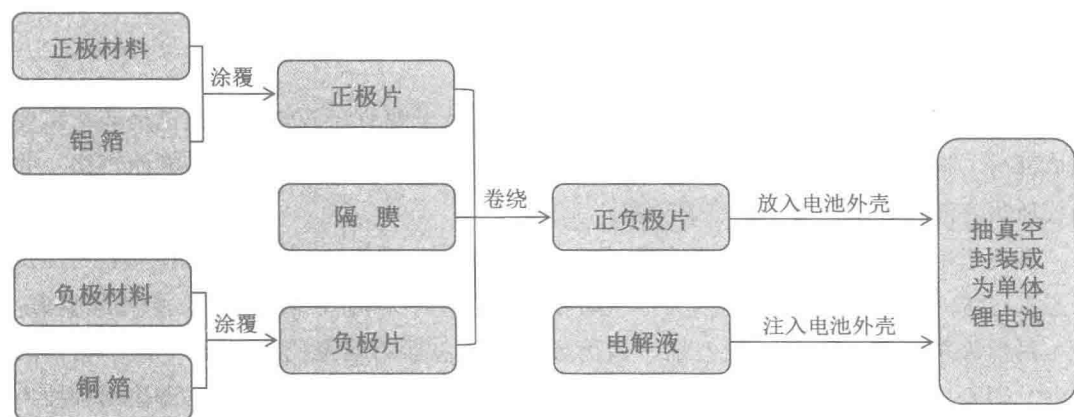 正极材料
涂覆
正极片
铝箔
隔膜
卷绕
正负极片
放入电池外壳
抽真空
封装成
为单体
锂电池
负极材料
涂覆
负极片
铜箔
电解液
注入电池外壳